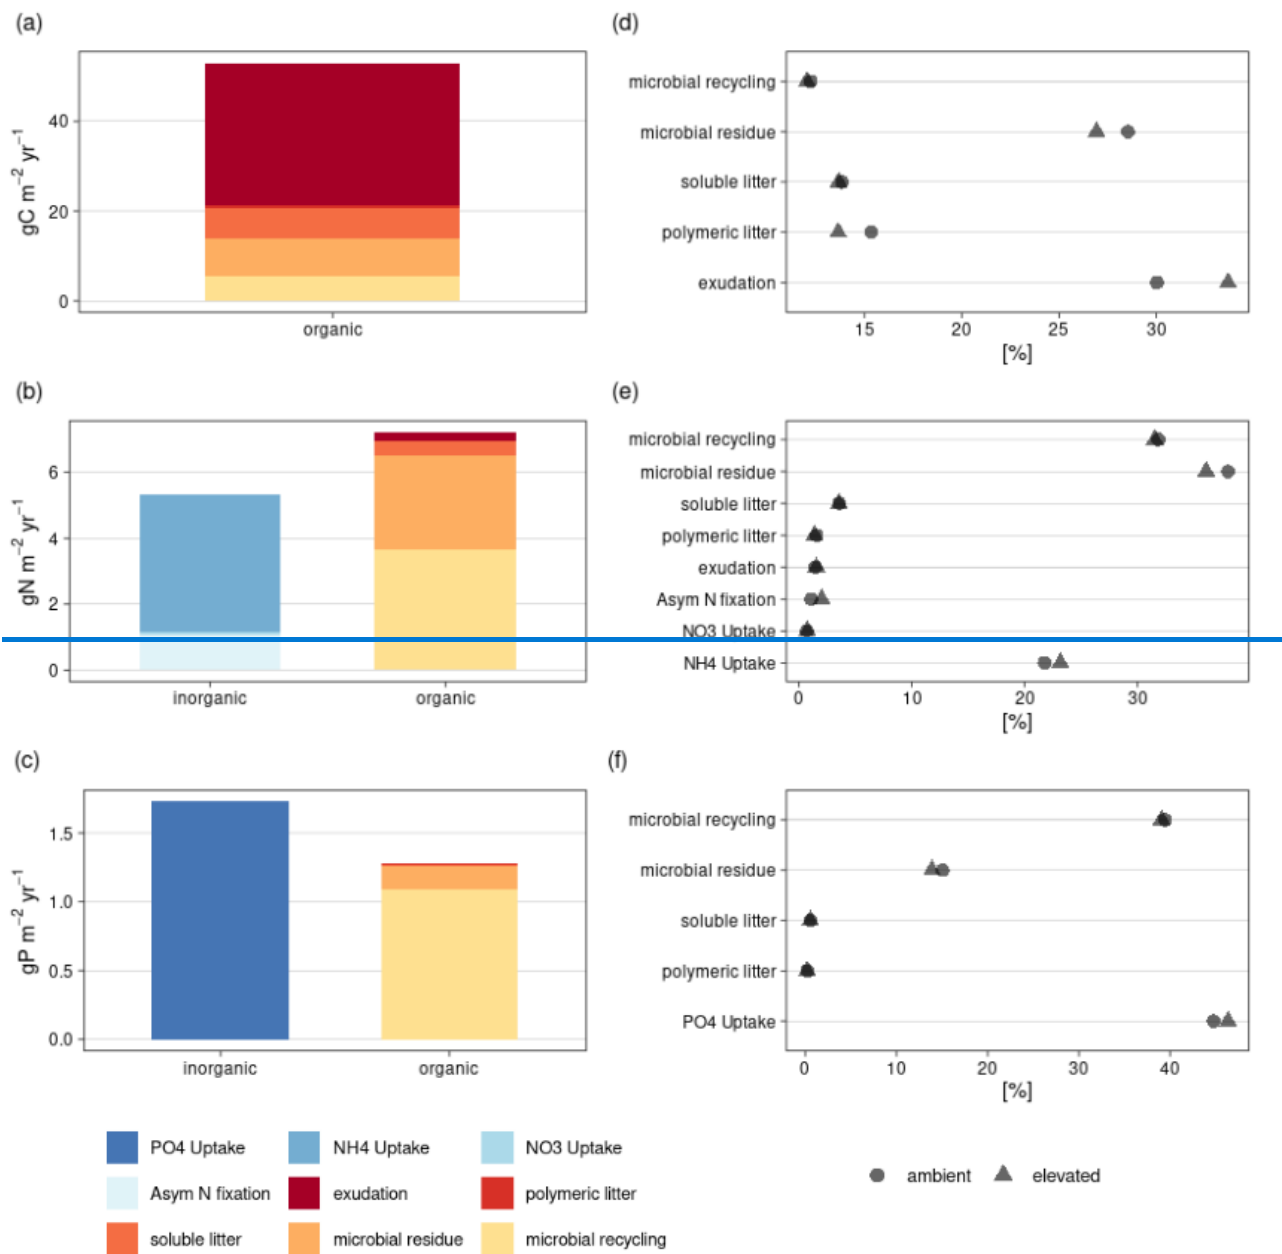 (a)
gC m⁻² yr⁻¹
40
20
0
organic
(d)
microbial recycling
microbial residue
soluble litter
polymeric litter
exudation
15 20 25 30
[%]
(b)
gN m⁻² yr⁻¹
6
4
2
0
inorganic organic
(e)
microbial recycling
microbial residue
soluble litter
polymeric litter
exudation
Asym N fixation
NO3 Uptake
NH4 Uptake
0 10 20 30
[%]
(c)
gP m⁻² yr⁻¹
1.5
1.0
0.5
0.0
inorganic organic
(f)
microbial recycling
microbial residue
soluble litter
polymeric litter
PO4 Uptake
0 10 20 30 40
[%]
PO4 Uptake NH4 Uptake NO3 Uptake
Asym N fixation exudation polymeric litter
soluble litter microbial residue microbial recycling
ambient elevated